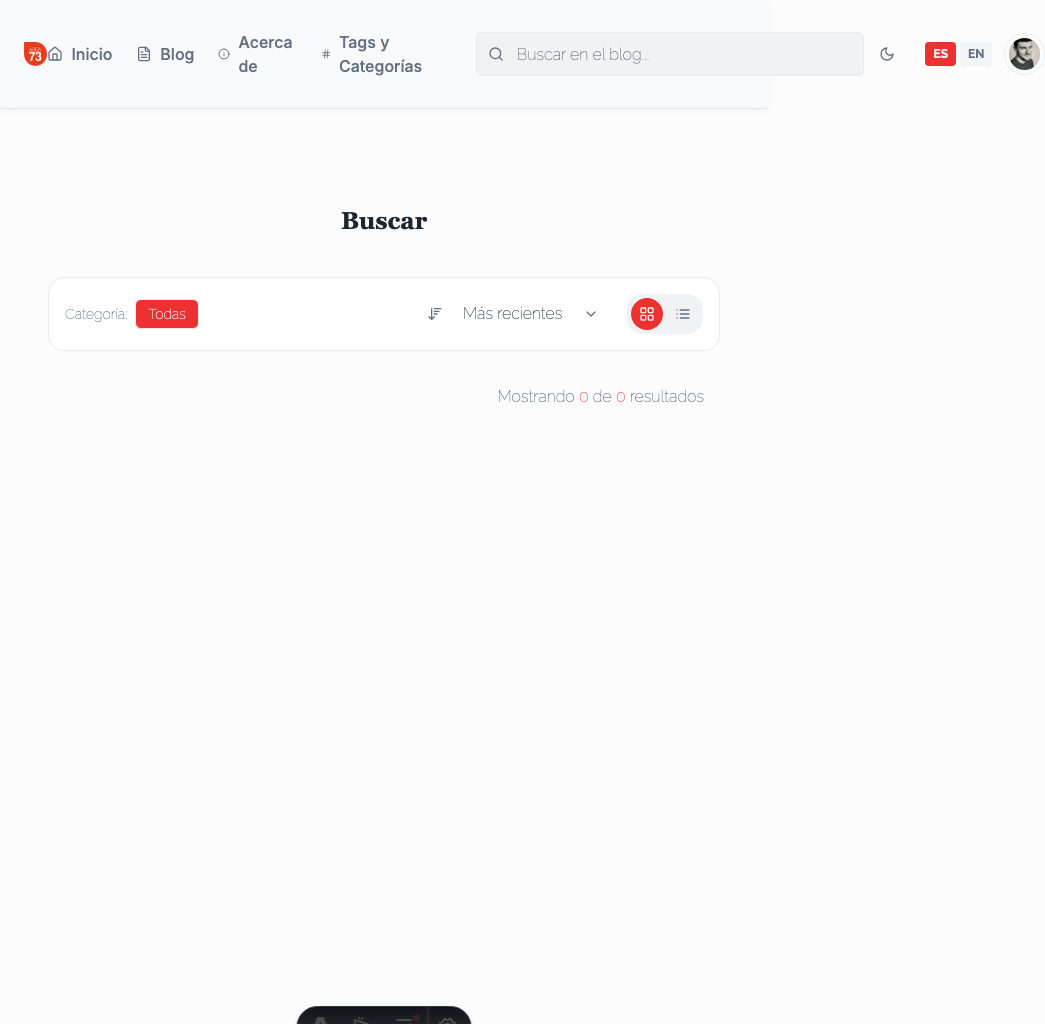 73
Inicio
Blog
Acerca
de
Tags y
Categorías
Buscar en el blog...
ES
EN
Buscar
Categoría:
Todas
Más recientes
Mostrando 0 de 0 resultados